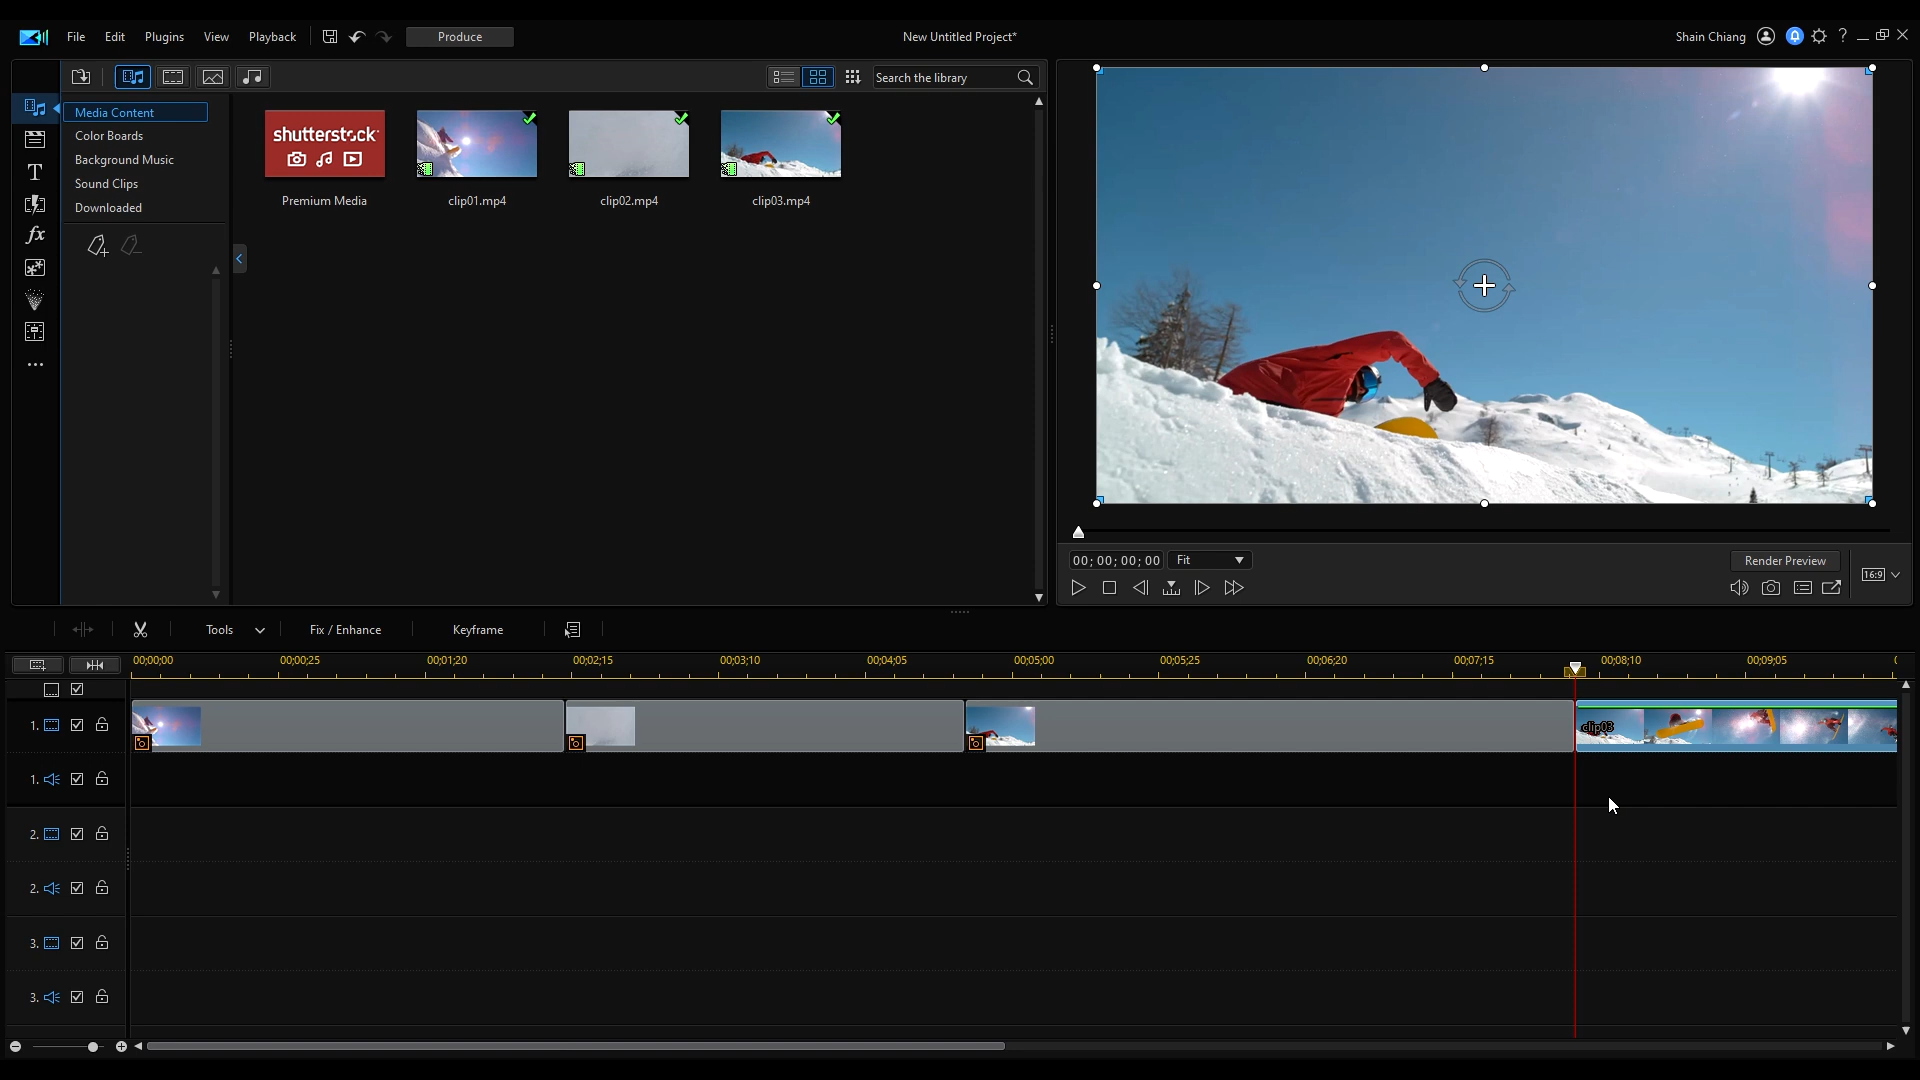 File Edit Plugins View Playback Produce New Untitled Project* Shain Chiang ?
Search the library
Media Content
Color Boards
Background Music
Sound Clips
Downloaded
T
fx
shutterstock
Premium Media clip01.mp4 clip02.mp4 clip03.mp4
00;00;00;00 Fit Render Preview
16:9
Tools Fix / Enhance Keyframe
00;00;00 00;00;25 00;01;20 00;02;15 00;03;10 00;04;05 00;05;00 00;05;25 00;06;20 00;07;15 00;08;10 00;09;05
1. clip03
1.
2.
2.
3.
3.